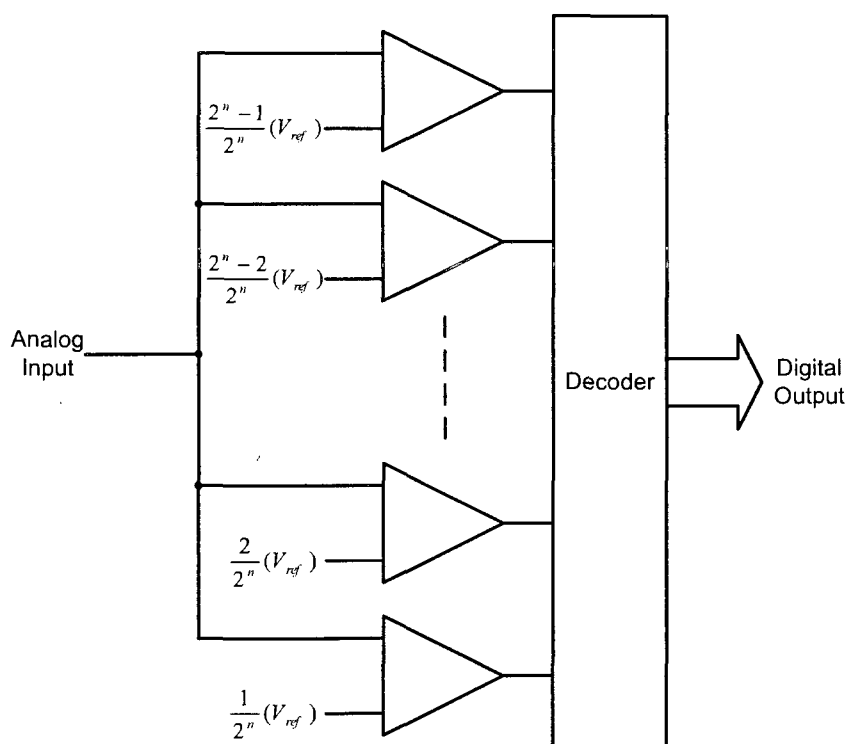 2^n − 1 / 2^n (V_ref)
2^n − 2 / 2^n (V_ref)
Analog
Input
Decoder
Digital
Output
2 / 2^n (V_ref)
1 / 2^n (V_ref)